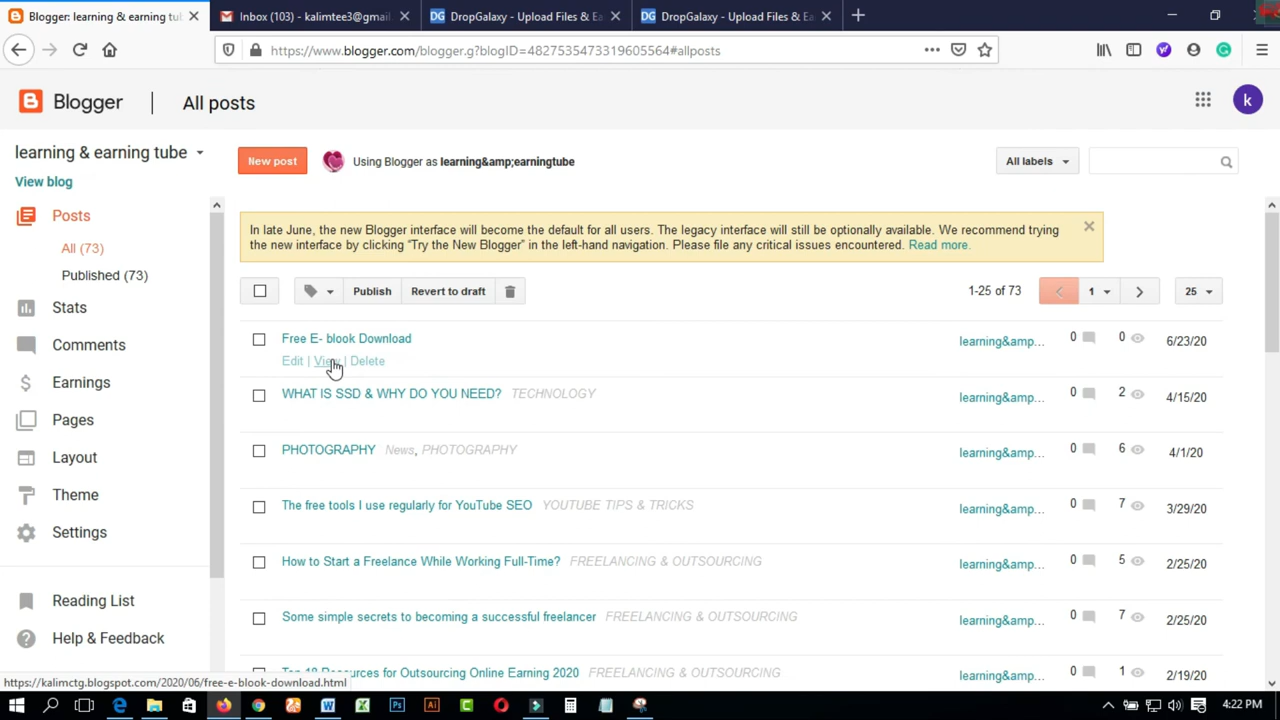 Blogger: learning & earning tube
Inbox (103) - kalimtee3@gmail.
DropGalaxy - Upload Files & Ea
DropGalaxy - Upload Files & Ea
https://www.blogger.com/blogger.g?blogID=4827535473319605564#allposts
Blogger
All posts
k
learning & earning tube
View blog
New post
Using Blogger as learning&amp;earningtube
All labels
Posts
All (73)
Published (73)
Stats
Comments
Earnings
Pages
Layout
Theme
Settings
Reading List
Help & Feedback
In late June, the new Blogger interface will become the default for all users. The legacy interface will still be optionally available. We recommend trying
the new interface by clicking "Try the New Blogger" in the left-hand navigation. Please file any critical issues encountered. Read more.
Publish Revert to draft 1-25 of 73 1 25
Free E- blook Download learning&amp... 0 0 6/23/20
Edit | View | Delete
WHAT IS SSD & WHY DO YOU NEED? TECHNOLOGY learning&amp... 0 2 4/15/20
PHOTOGRAPHY News, PHOTOGRAPHY learning&amp... 0 6 4/1/20
The free tools I use regularly for YouTube SEO YOUTUBE TIPS & TRICKS learning&amp... 0 7 3/29/20
How to Start a Freelance While Working Full-Time? FREELANCING & OUTSOURCING learning&amp... 0 5 2/25/20
Some simple secrets to becoming a successful freelancer FREELANCING & OUTSOURCING learning&amp... 0 7 2/25/20
Top 18 Resources for Outsourcing Online Earning 2020 FREELANCING & OUTSOURCING learning&amp... 0 1 2/19/20
https://kalimctg.blogspot.com/2020/06/free-e-blook-download.html
4:22 PM